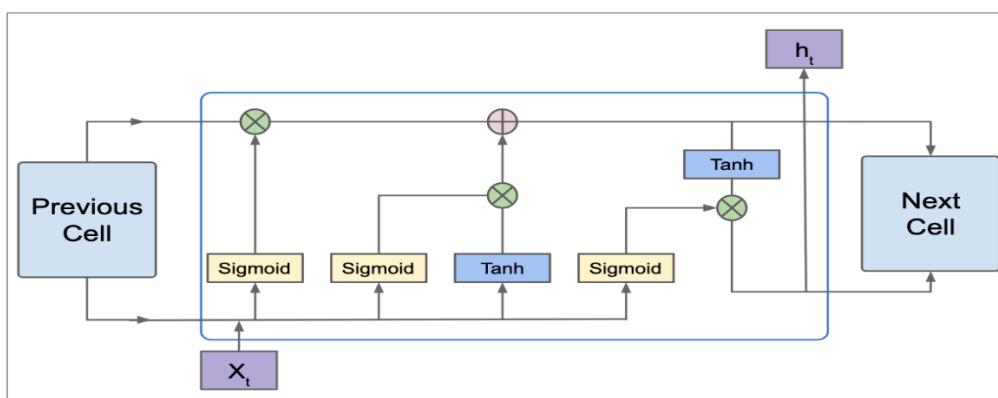 h_t
Tanh
Previous
Cell
Next
Cell
Sigmoid
Sigmoid
Tanh
Sigmoid
X_t